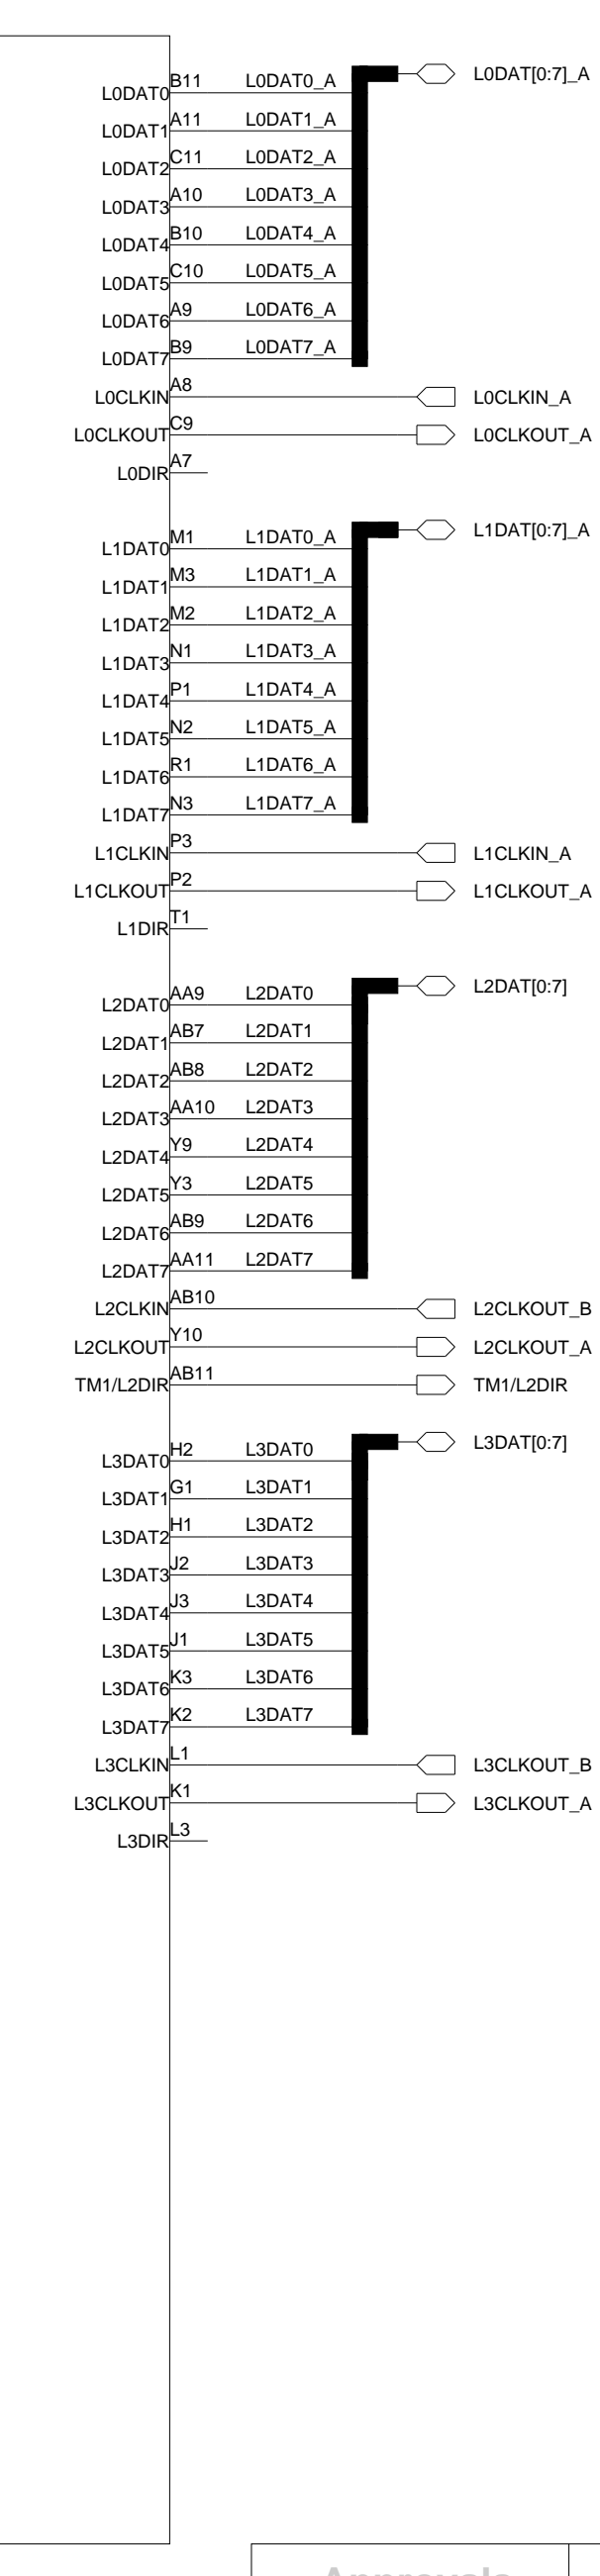 L0DAT0 B11 L0DAT0_A L0DAT[0:7]_A
L0DAT1 A11 L0DAT1_A
L0DAT2 C11 L0DAT2_A
L0DAT3 A10 L0DAT3_A
L0DAT4 B10 L0DAT4_A
L0DAT5 C10 L0DAT5_A
L0DAT6 A9 L0DAT6_A
L0DAT7 B9 L0DAT7_A
L0CLKIN A8 L0CLKIN_A
L0CLKOUT C9 L0CLKOUT_A
L0DIR A7
L1DAT0 M1 L1DAT0_A L1DAT[0:7]_A
L1DAT1 M3 L1DAT1_A
L1DAT2 M2 L1DAT2_A
L1DAT3 N1 L1DAT3_A
L1DAT4 P1 L1DAT4_A
L1DAT5 N2 L1DAT5_A
L1DAT6 R1 L1DAT6_A
L1DAT7 N3 L1DAT7_A
L1CLKIN P3 L1CLKIN_A
L1CLKOUT P2 L1CLKOUT_A
L1DIR T1
L2DAT0 AA9 L2DAT0 L2DAT[0:7]
L2DAT1 AB7 L2DAT1
L2DAT2 AB8 L2DAT2
L2DAT3 AA10 L2DAT3
L2DAT4 Y9 L2DAT4
L2DAT5 Y3 L2DAT5
L2DAT6 AB9 L2DAT6
L2DAT7 AA11 L2DAT7
L2CLKIN AB10 L2CLKOUT_B
L2CLKOUT Y10 L2CLKOUT_A
TM1/L2DIR AB11 TM1/L2DIR
L3DAT0 H2 L3DAT0 L3DAT[0:7]
L3DAT1 G1 L3DAT1
L3DAT2 H1 L3DAT2
L3DAT3 J2 L3DAT3
L3DAT4 J3 L3DAT4
L3DAT5 J1 L3DAT5
L3DAT6 K3 L3DAT6
L3DAT7 K2 L3DAT7
L3CLKIN L1 L3CLKOUT_B
L3CLKOUT K1 L3CLKOUT_A
L3DIR L3
Approvals